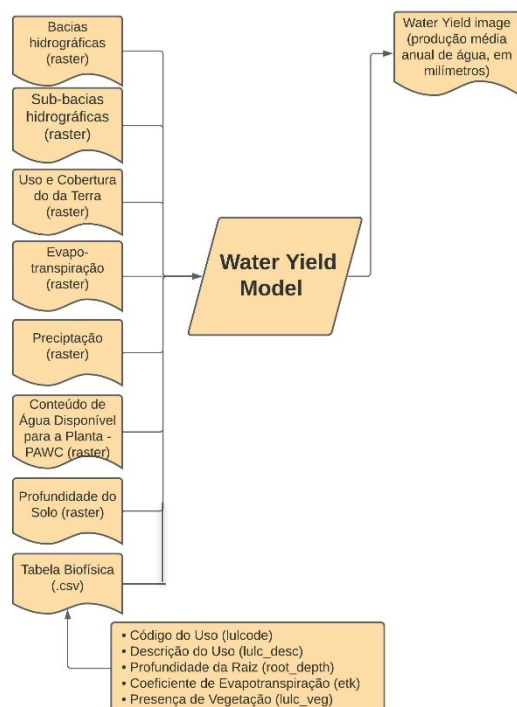 Bacias
hidrográficas
(raster)
Sub-bacias
hidrográficas
(raster)
Uso e Cobertura
do da Terra
(raster)
Evapo-
transpiração
(raster)
Preciptação
(raster)
Conteúdo de
Água Disponível
para a Planta -
PAWC (raster)
Profundidade do
Solo (raster)
Tabela Biofísica
(.csv)
• Código do Uso (lulcode)
• Descrição do Uso (lulc_desc)
• Profundidade da Raiz (root_depth)
• Coeficiente de Evapotranspiração (etk)
• Presença de Vegetação (lulc_veg)
Water Yield
Model
Water Yield image
(produção média
anual de água, em
milímetros)